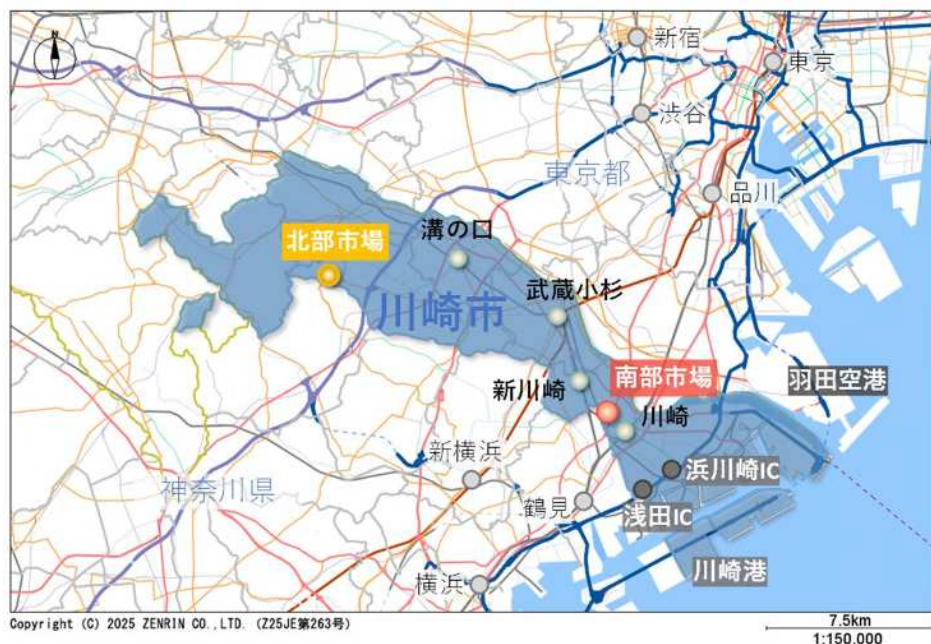 N
新宿
東京
渋谷
東京都
品川
溝の口
北部市場
武蔵小杉
川崎市
南部市場
羽田空港
新川崎
川崎
新横浜
浜川崎IC
神奈川県
鶴見
浅田IC
川崎港
横浜
Copyright (C) 2025 ZENRIN CO.,LTD. (Z25JE第263号)
7.5km
1:150,000